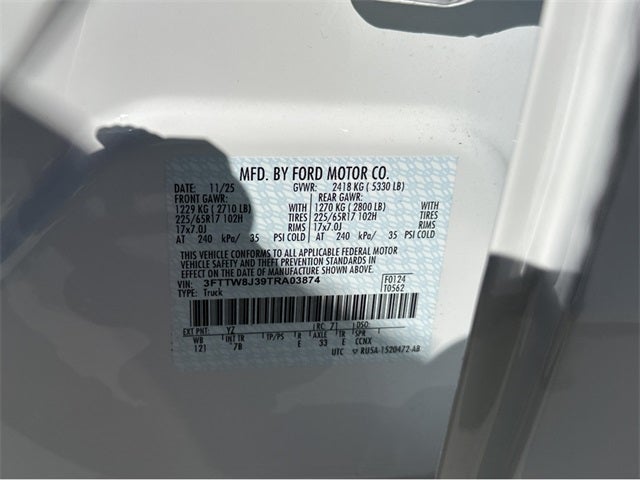 MFD. BY FORD MOTOR CO.
DATE: 11/25 GVWR: 2418 KG ( 5330 LB)
FRONT GAWR: REAR GAWR:
1229 KG ( 2710 LB) WITH 1270 KG ( 2800 LB) WITH
225/65R17 102H TIRES 225/65R17 102H TIRES
17x7.0J RIMS 17x7.0J RIMS
AT 240 kPa/ 35 PSI COLD AT 240 kPa/ 35 PSI COLD
THIS VEHICLE CONFORMS TO ALL APPLICABLE FEDERAL MOTOR
VEHICLE SAFETY AND BUMPER STANDARDS IN EFFECT ON THE
DATE OF MANUFACTURE SHOWN ABOVE.
VIN: 3FTTW8J39TRA03874 F0124
TYPE: Truck T0562
EXT PNT: YZ RC: 71 DSO:
WB INT TR TP/PS R AXLE TR SPR
121 7B E 33 E CCNX
UTC RU5A-1520472-AB